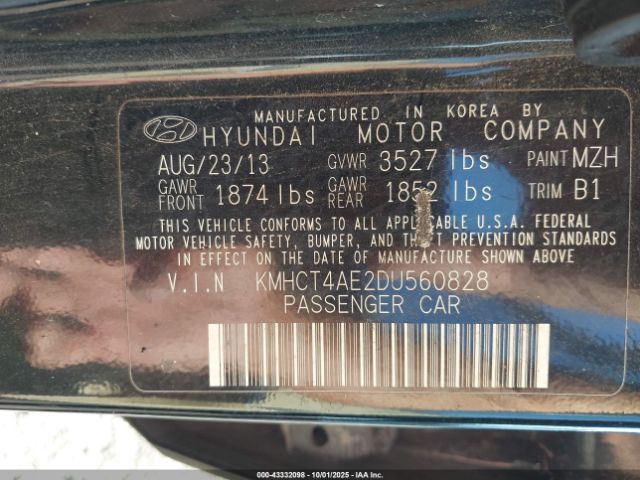 MANUFACTURED IN KOREA BY
HYUNDAI MOTOR COMPANY
AUG/23/13 GVWR 3527 lbs PAINT MZH
GAWR FRONT 1874 lbs GAWR REAR 1852 lbs TRIM B1
THIS VEHICLE CONFORMS TO ALL APPLICABLE U.S.A. FEDERAL
MOTOR VEHICLE SAFETY, BUMPER, AND THEFT PREVENTION STANDARDS
IN EFFECT ON THE DATE OF MANUFACTURE SHOWN ABOVE.
V.I.N KMHCT4AE2DU560828
PASSENGER CAR
000-43332098 - 10/01/2025 - COPART